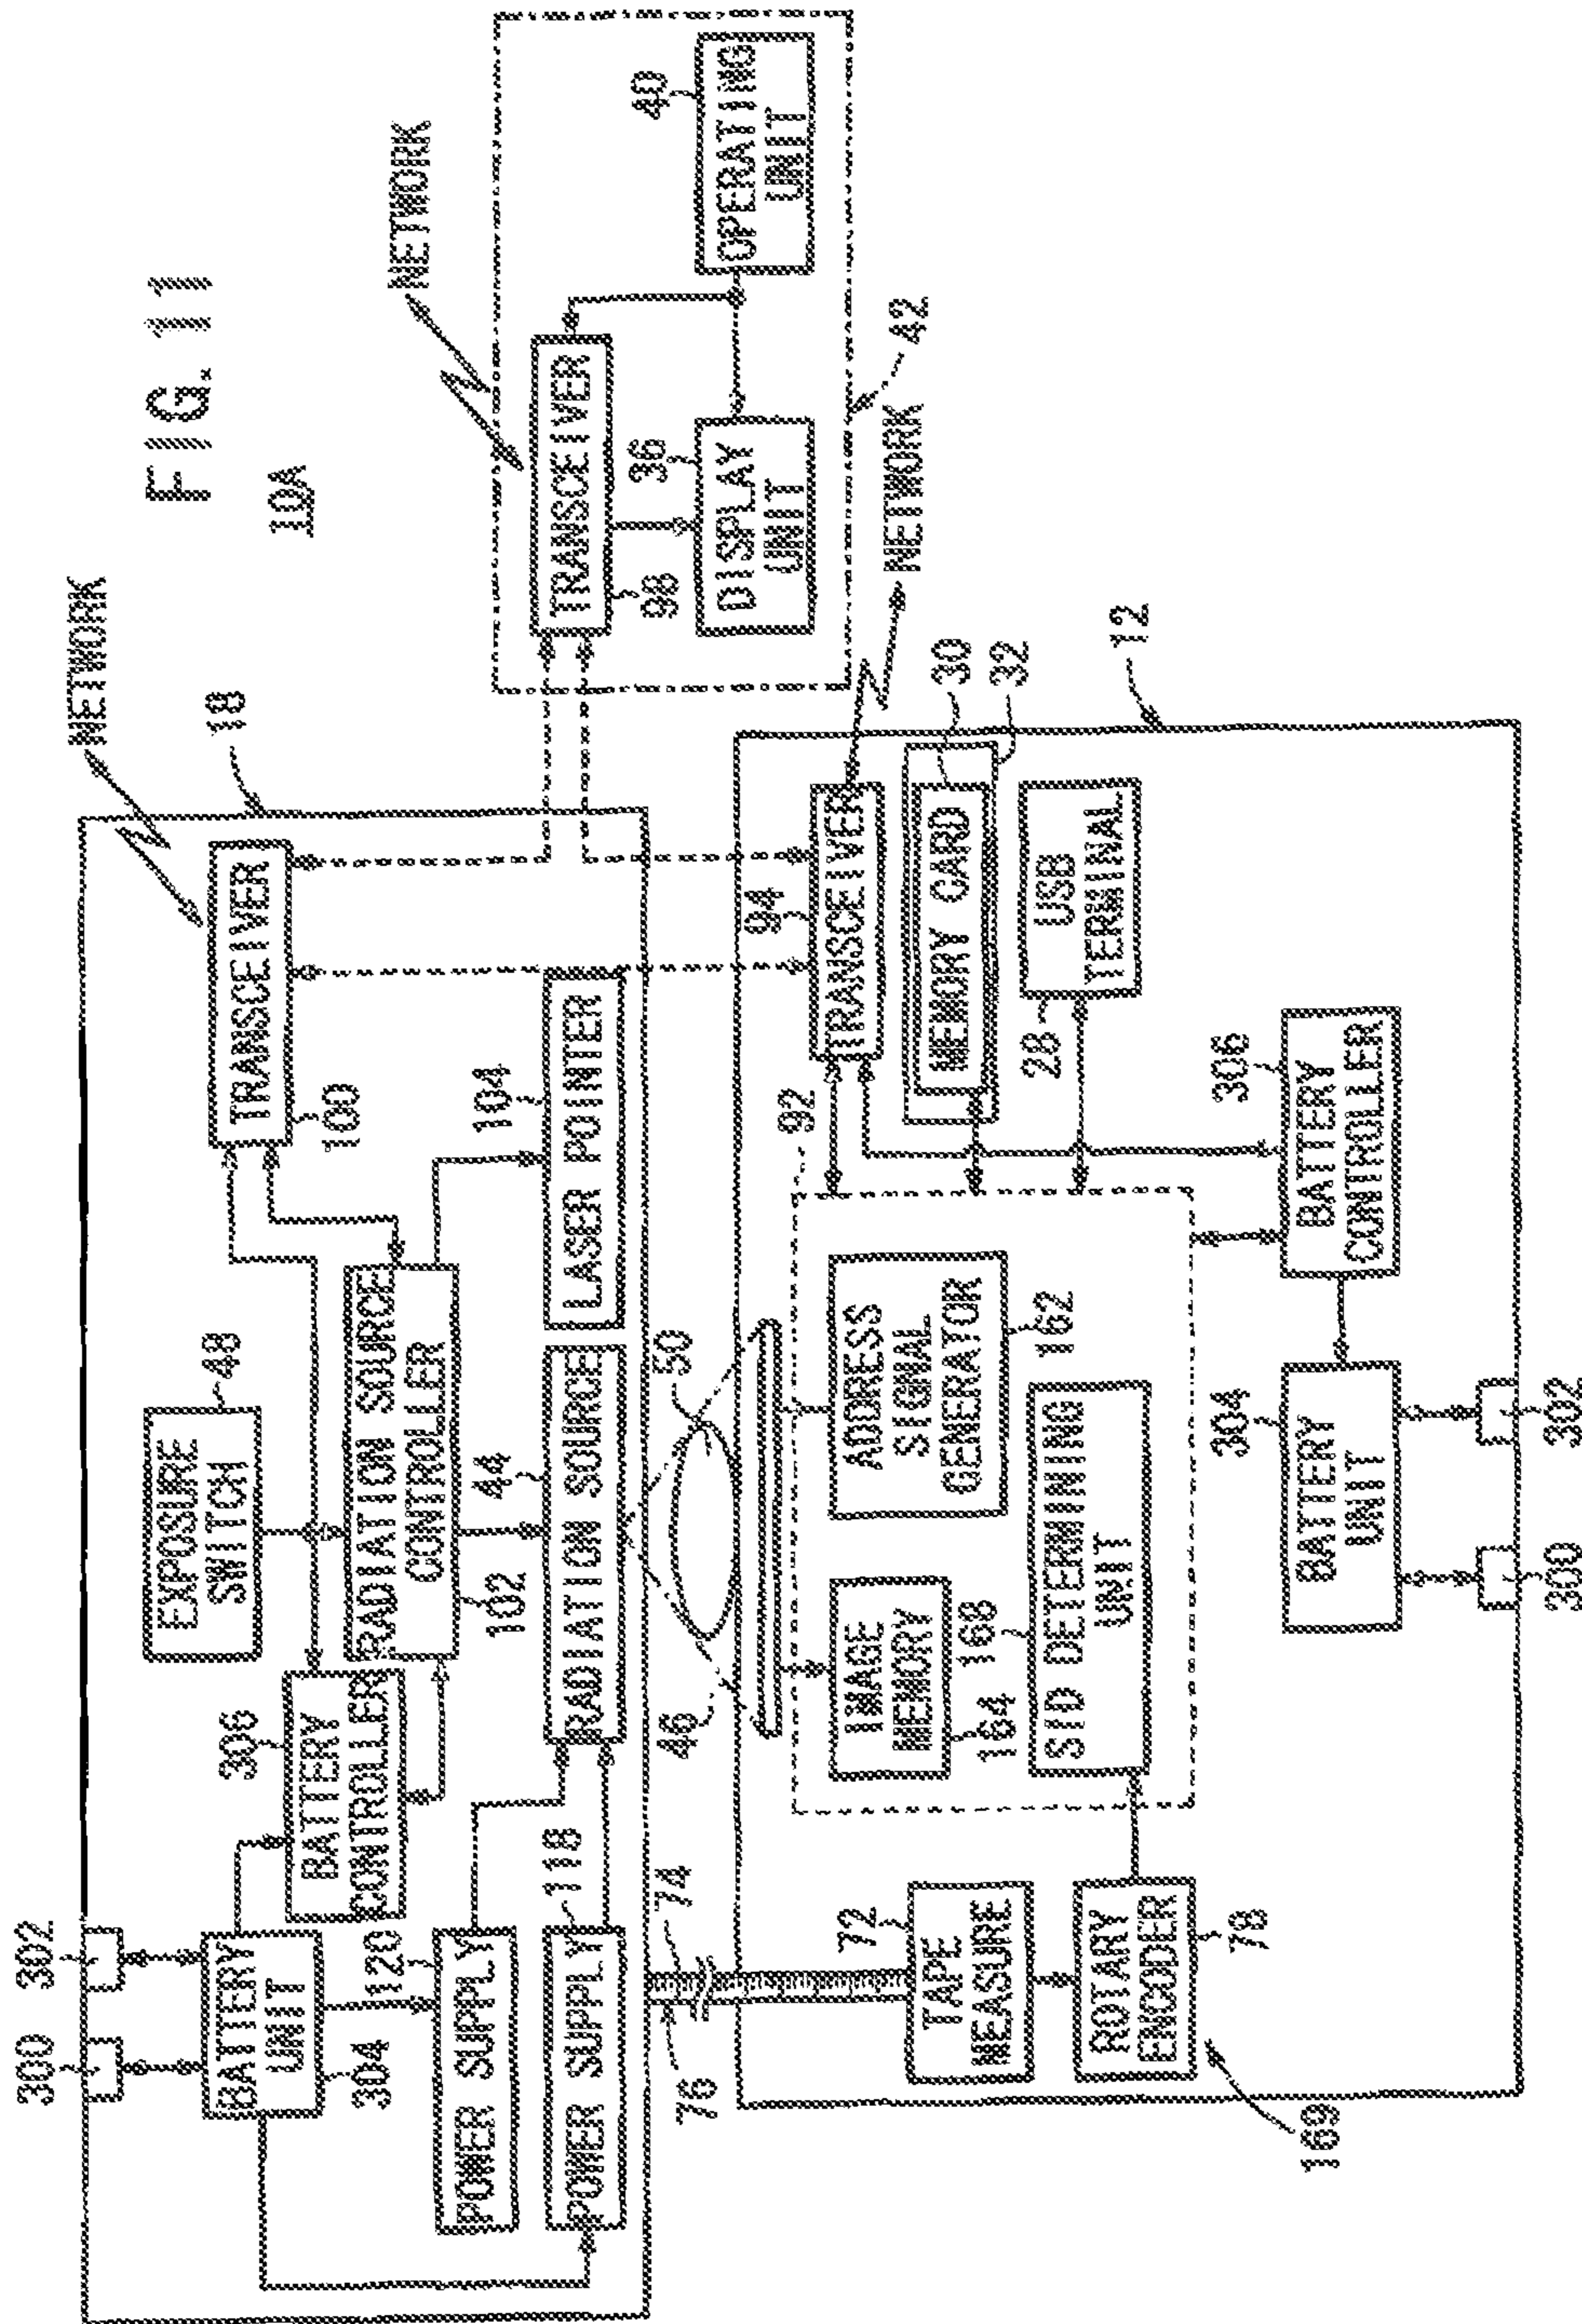 FIG. 11
10A
NETWORK
18
300
302
BATTERY
UNIT
304
306
BATTERY
CONTROLLER
EXPOSURE
SWITCH
48
RADIATION SOURCE
CONTROLLER
102
TRANSCEIVER
100
120
POWER SUPPLY
118
POWER SUPPLY
44
RADIATION SOURCE
104
LASER POINTER
NETWORK
TRANSCEIVER
98
36
DISPLAY
UNIT
40
OPERATING
UNIT
42
NETWORK
74
76
46
50
72
TAPE
MEASURE
ROTARY
ENCODER
78
169
IMAGE
MEMORY
164
ADDRESS
SIGNAL
GENERATOR
162
168
SID DETERMINING
UNIT
92
94
TRANSCEIVER
MEMORY CARD
30
32
28
USB
TERMINAL
12
304
BATTERY
UNIT
306
BATTERY
CONTROLLER
300
302